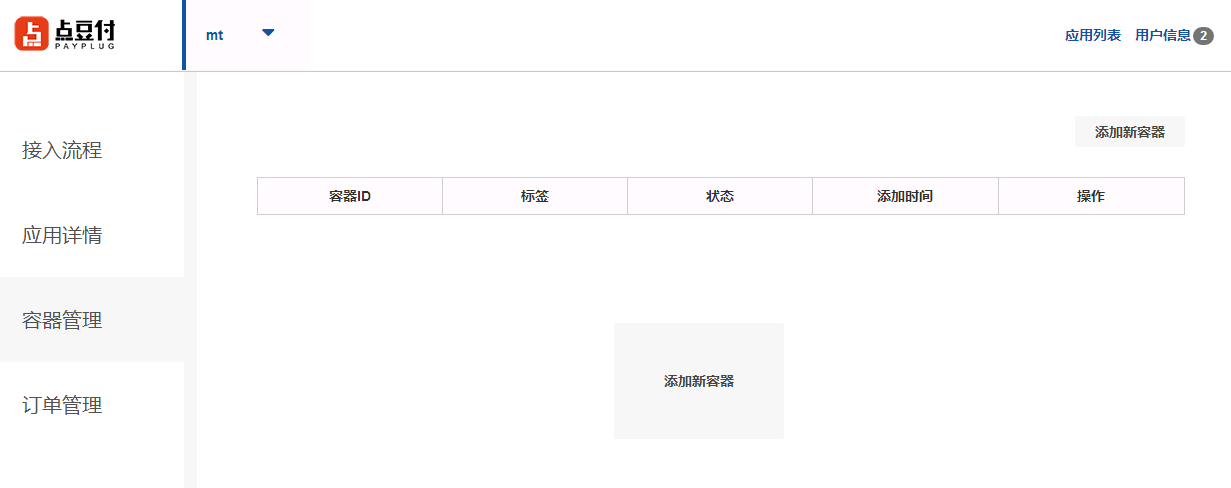 点豆付
PAYPLUG
mt
应用列表 用户信息 2
接入流程
应用详情
容器管理
订单管理
添加新容器
容器ID 标签 状态 添加时间 操作
添加新容器